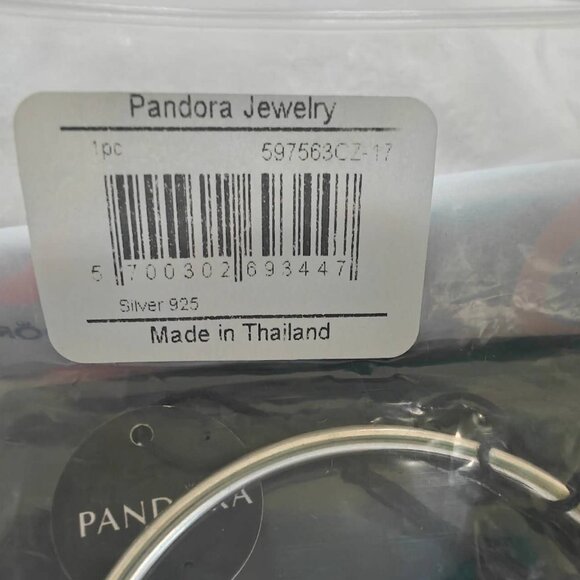 Pandora Jewelry
1pc 597563CZ-17
5 700302 693447
Silver 925
Made in Thailand
PANDORA